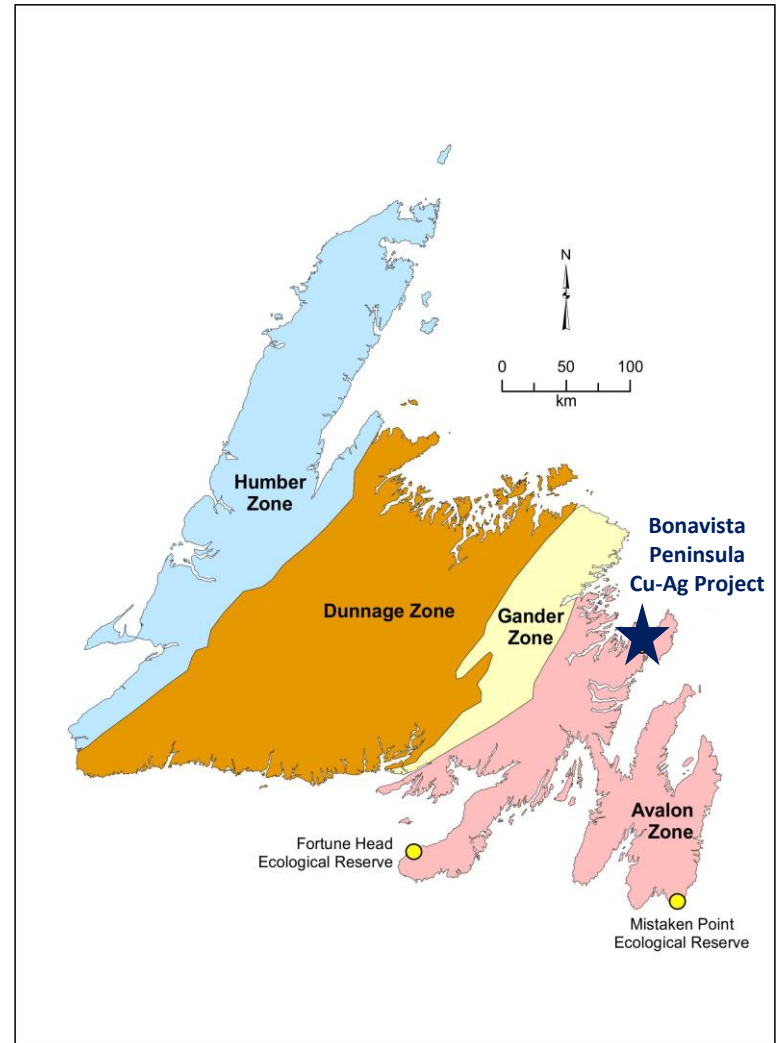 N
0 50 100
km
Humber
Zone
Bonavista
Peninsula
Cu-Ag Project
Dunnage Zone
Gander
Zone
Avalon
Zone
Fortune Head
Ecological Reserve
Mistaken Point
Ecological Reserve